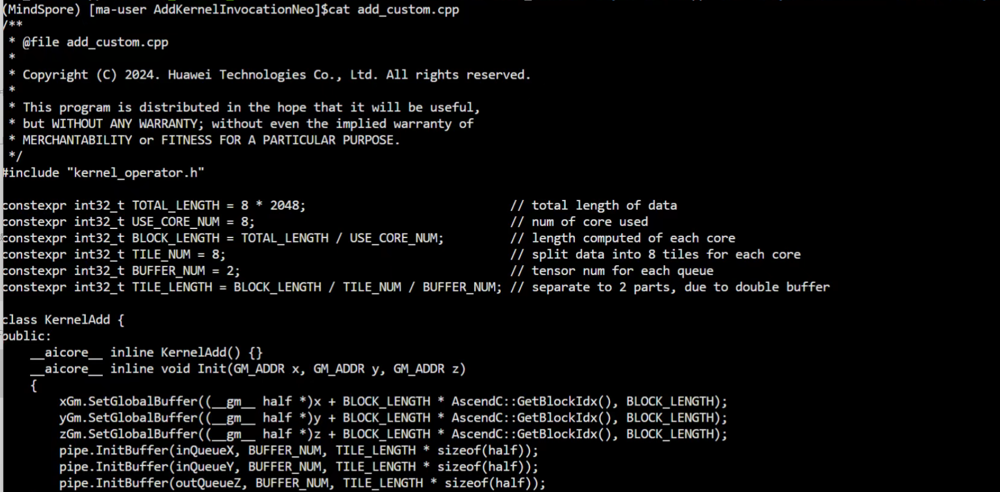 (MindSpore) [ma-user AddKernelInvocationNeo]$cat add_custom.cpp
/**
 * @file add_custom.cpp
 *
 * Copyright (C) 2024. Huawei Technologies Co., Ltd. All rights reserved.
 *
 * This program is distributed in the hope that it will be useful,
 * but WITHOUT ANY WARRANTY; without even the implied warranty of
 * MERCHANTABILITY or FITNESS FOR A PARTICULAR PURPOSE.
 */
#include "kernel_operator.h"

constexpr int32_t TOTAL_LENGTH = 8 * 2048;                            // total length of data
constexpr int32_t USE_CORE_NUM = 8;                                   // num of core used
constexpr int32_t BLOCK_LENGTH = TOTAL_LENGTH / USE_CORE_NUM;         // length computed of each core
constexpr int32_t TILE_NUM = 8;                                       // split data into 8 tiles for each core
constexpr int32_t BUFFER_NUM = 2;                                     // tensor num for each queue
constexpr int32_t TILE_LENGTH = BLOCK_LENGTH / TILE_NUM / BUFFER_NUM; // separate to 2 parts, due to double buffer

class KernelAdd {
public:
    __aicore__ inline KernelAdd() {}
    __aicore__ inline void Init(GM_ADDR x, GM_ADDR y, GM_ADDR z)
    {
        xGm.SetGlobalBuffer((__gm__ half *)x + BLOCK_LENGTH * AscendC::GetBlockIdx(), BLOCK_LENGTH);
        yGm.SetGlobalBuffer((__gm__ half *)y + BLOCK_LENGTH * AscendC::GetBlockIdx(), BLOCK_LENGTH);
        zGm.SetGlobalBuffer((__gm__ half *)z + BLOCK_LENGTH * AscendC::GetBlockIdx(), BLOCK_LENGTH);
        pipe.InitBuffer(inQueueX, BUFFER_NUM, TILE_LENGTH * sizeof(half));
        pipe.InitBuffer(inQueueY, BUFFER_NUM, TILE_LENGTH * sizeof(half));
        pipe.InitBuffer(outQueueZ, BUFFER_NUM, TILE_LENGTH * sizeof(half));